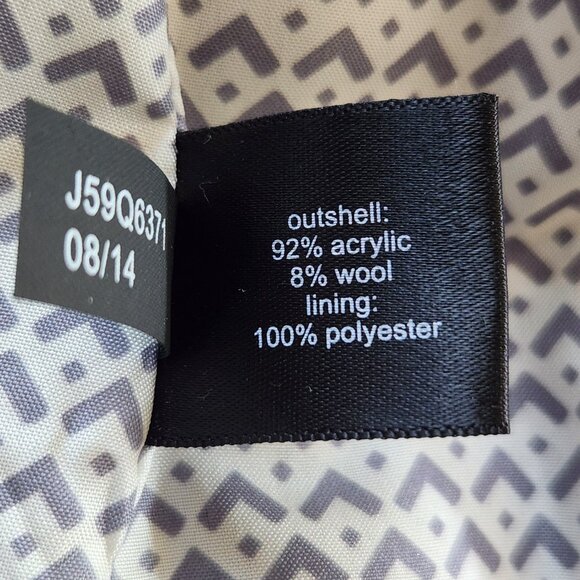 J59Q6371
08/14
outshell:
92% acrylic
8% wool
lining:
100% polyester